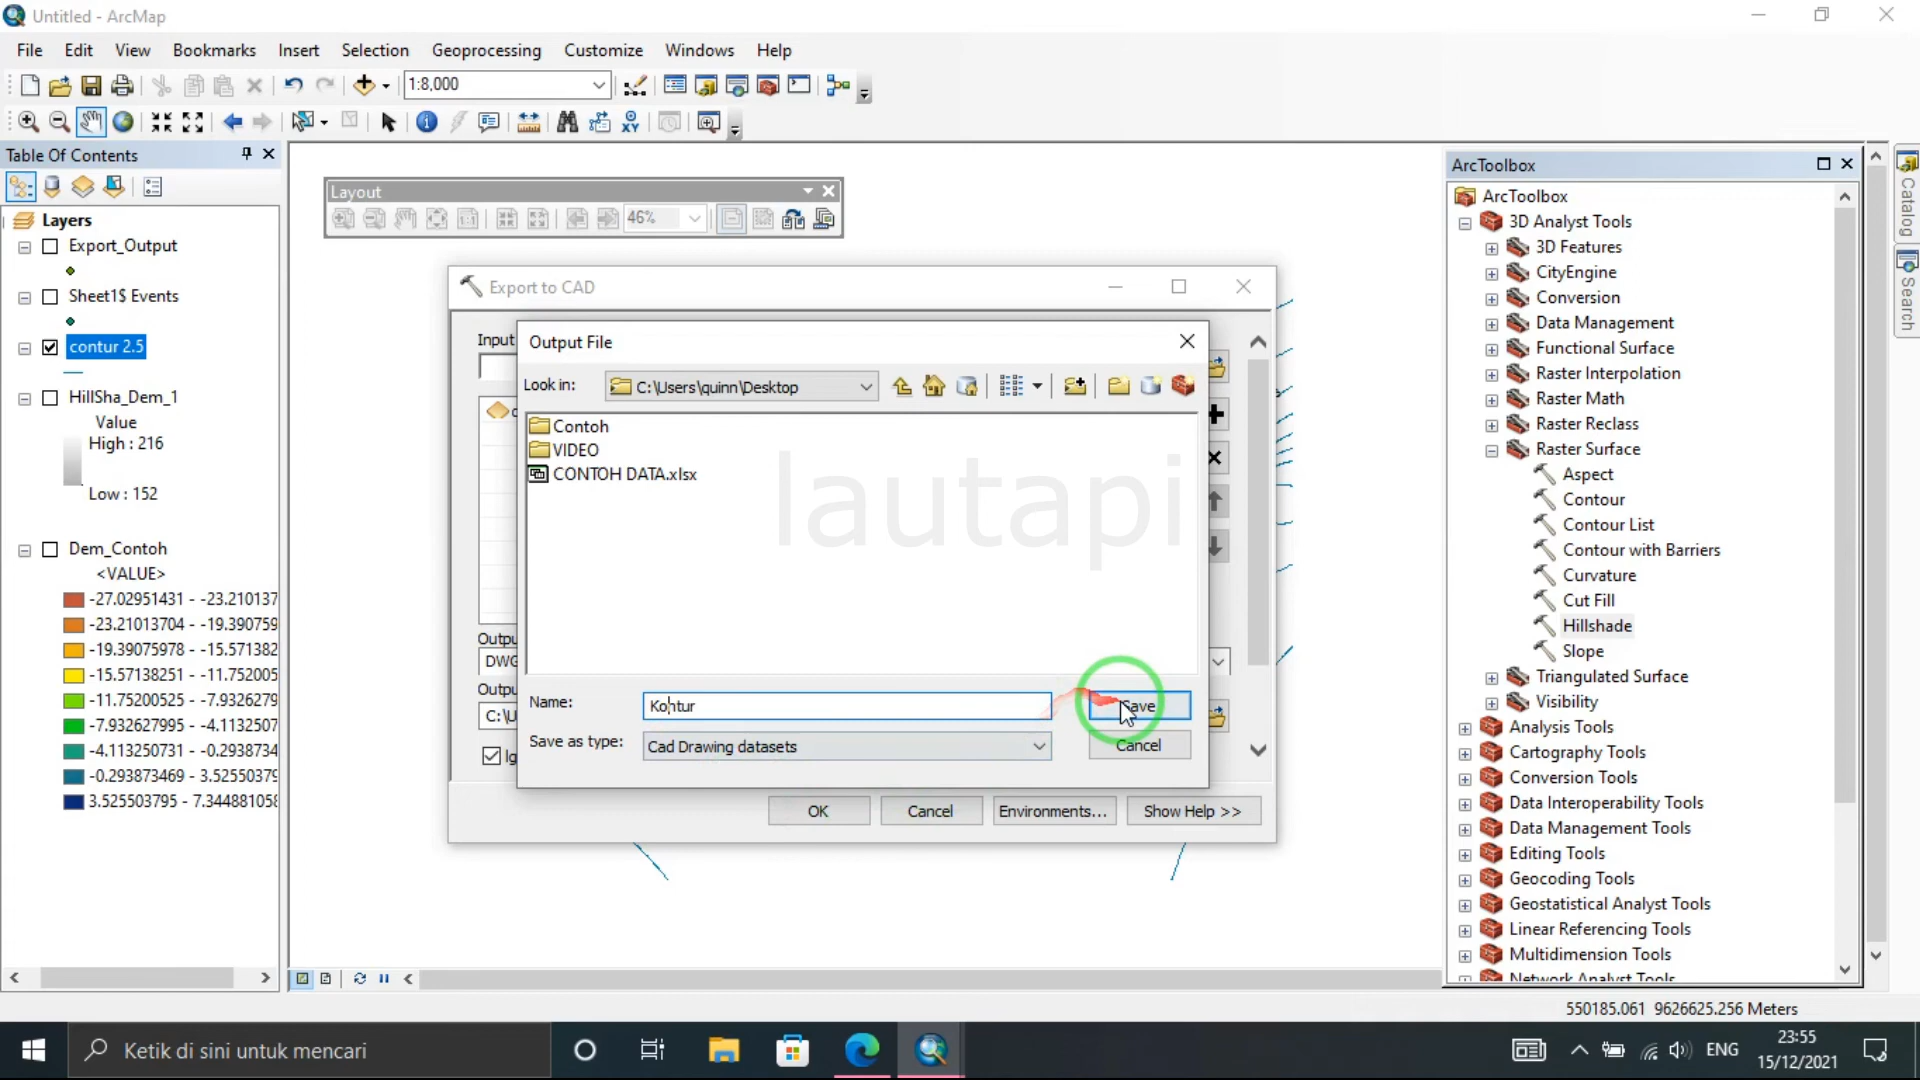 Untitled - ArcMap
File Edit View Bookmarks Insert Selection Geoprocessing Customize Windows Help
1:8,000
Table Of Contents
Layers
Export_Output
Sheet1$ Events
contur 2.5
HillSha_Dem_1
Value
High : 216
Low : 152
Dem_Contoh
<VALUE>
-27.02951431 - -23.210137
-23.21013704 - -19.390759
-19.39075978 - -15.571382
-15.57138251 - -11.752005
-11.75200525 - -7.9326279
-7.932627995 - -4.1132507
-4.113250731 - -0.2938734
-0.293873469 - 3.52550379
3.525503795 - 7.344881058
Layout
46%
Export to CAD
Input
Output File
Look in: C:\Users\quinn\Desktop
Contoh
VIDEO
CONTOH DATA.xlsx
lautapi
Outpu
DWG
Outpu
C:\U
Ig
Name: Kontur Save
Save as type: Cad Drawing datasets Cancel
OK Cancel Environments... Show Help >>
ArcToolbox
ArcToolbox
3D Analyst Tools
3D Features
CityEngine
Conversion
Data Management
Functional Surface
Raster Interpolation
Raster Math
Raster Reclass
Raster Surface
Aspect
Contour
Contour List
Contour with Barriers
Curvature
Cut Fill
Hillshade
Slope
Triangulated Surface
Visibility
Analysis Tools
Cartography Tools
Conversion Tools
Data Interoperability Tools
Data Management Tools
Editing Tools
Geocoding Tools
Geostatistical Analyst Tools
Linear Referencing Tools
Multidimension Tools
Network Analyst Tools
Catalog
Search
550185.061 9626625.256 Meters
Ketik di sini untuk mencari
ENG
23:55
15/12/2021